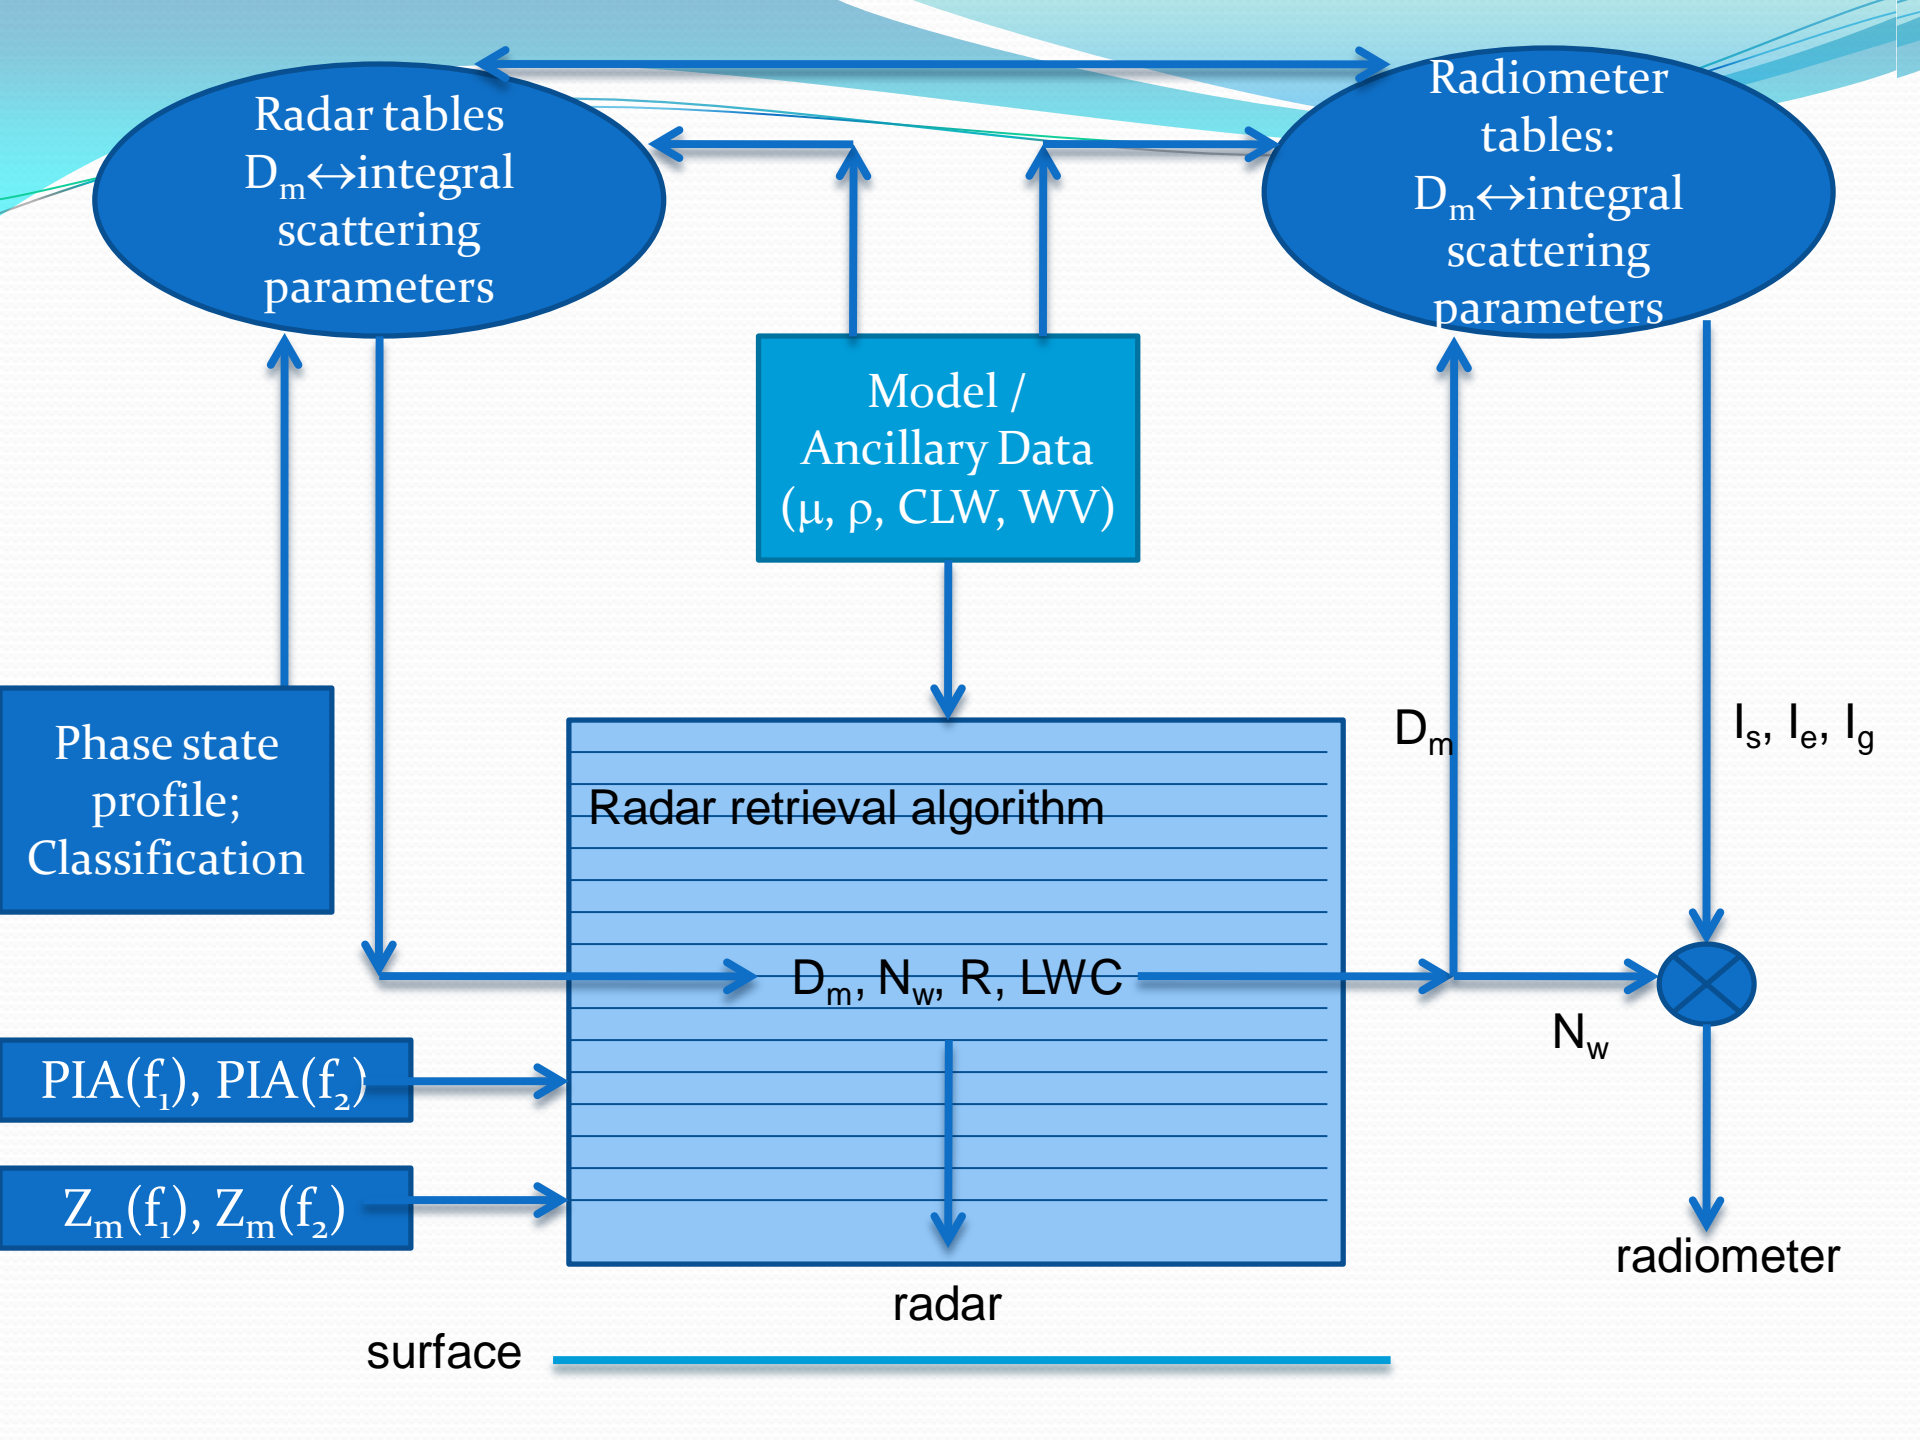 Radar tables
Dm↔integral
scattering
parameters
Radiometer
tables:
Dm↔integral
scattering
parameters
Model /
Ancillary Data
(μ, ρ, CLW, WV)
Phase state
profile;
Classification
Dm
Is, Ie, Ig
Radar retrieval algorithm
Dm, Nw, R, LWC
Nw
PIA(f1), PIA(f2)
Zm(f1), Zm(f2)
radiometer
radar
surface